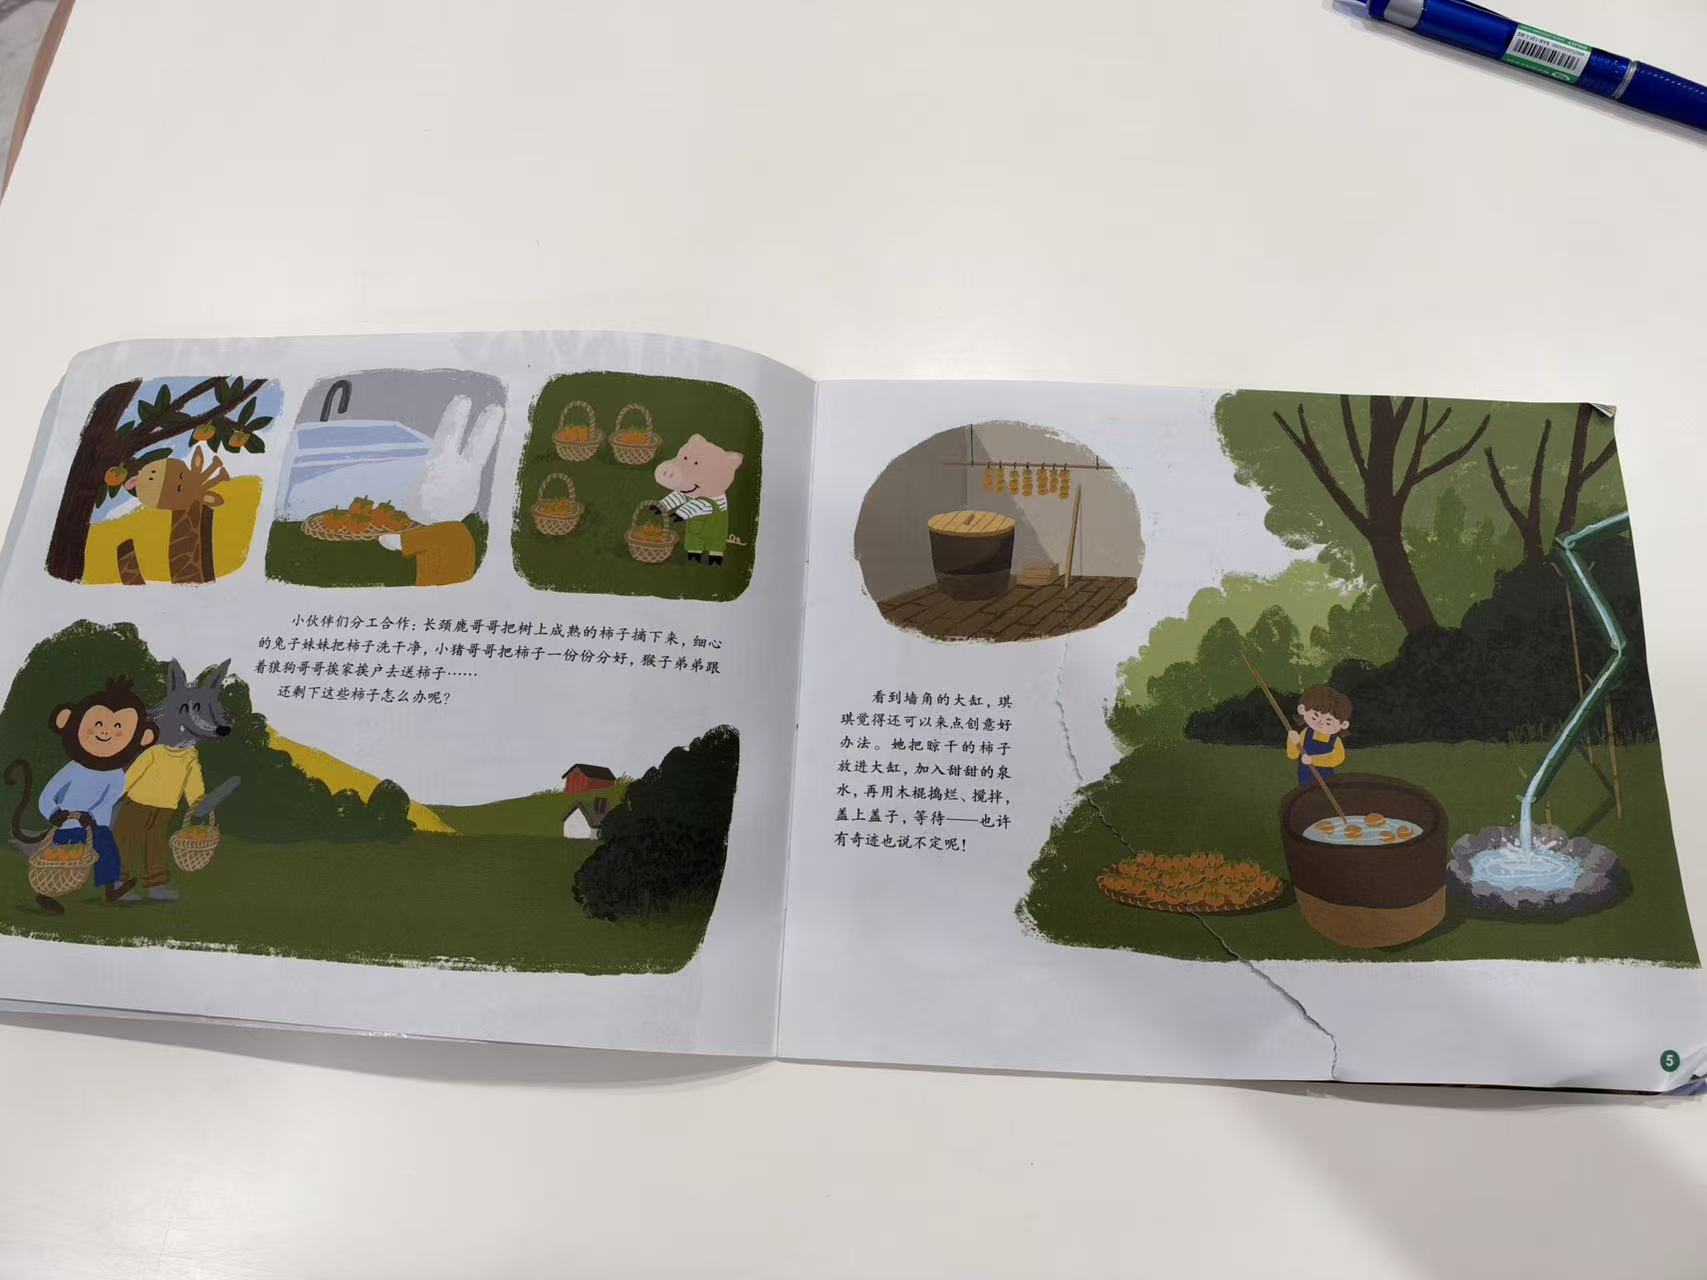 小伙伴们分工合作：长颈鹿哥哥把树上成熟的柿子摘下来，细心
的兔子妹妹把柿子洗干净，小猪哥哥把柿子一份份分好，猴子弟弟跟
着狼狗哥哥挨家挨户去送柿子……
还剩下这些柿子怎么办呢？
看到墙角的大缸，琪
琪觉得还可以来点创意好
办法。她把晾干的柿子
放进大缸，加入甜甜的泉
水，再用木棍捣烂、搅拌，
盖上盖子，等待——也许
有奇迹也说不定呢！
5